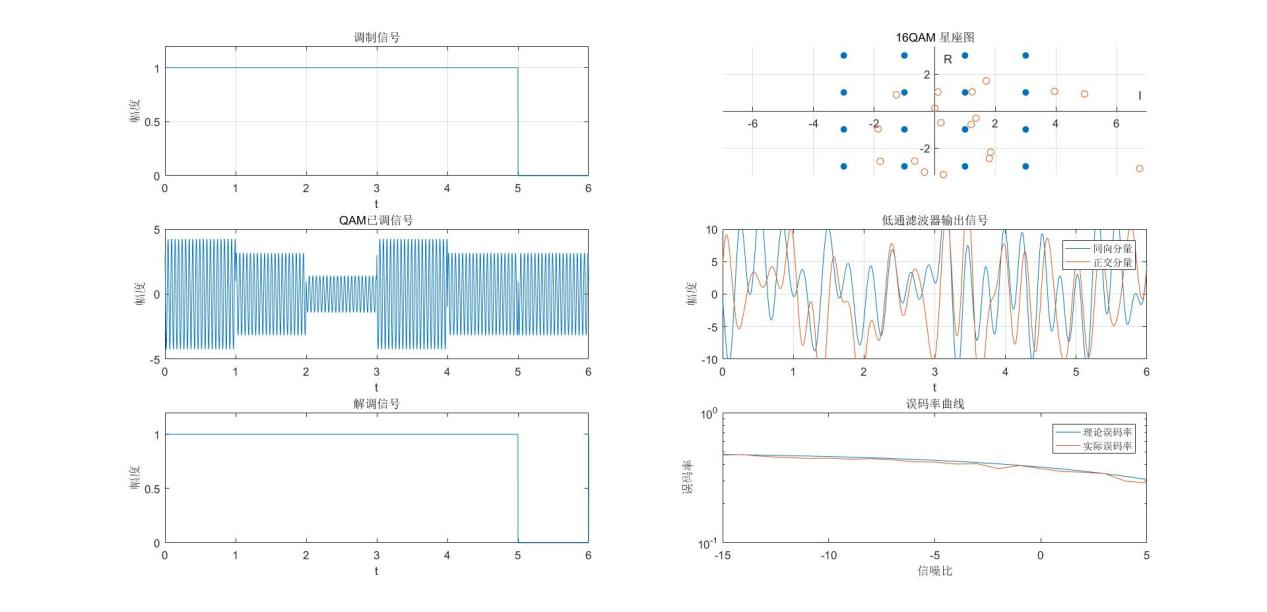 调制信号
幅度
1
0.5
0
0 1 2 3 4 5 6
t
16QAM 星座图
R
I
2
-2
-6 -4 -2 2 4 6
QAM已调信号
幅度
5
0
-5
0 1 2 3 4 5 6
t
低通滤波器输出信号
幅度
10
5
0
-5
-10
同向分量
正交分量
0 1 2 3 4 5 6
t
解调信号
幅度
1
0.5
0
0 1 2 3 4 5 6
t
误码率曲线
误码率
10^0
10^-1
理论误码率
实际误码率
-15 -10 -5 0 5
信噪比